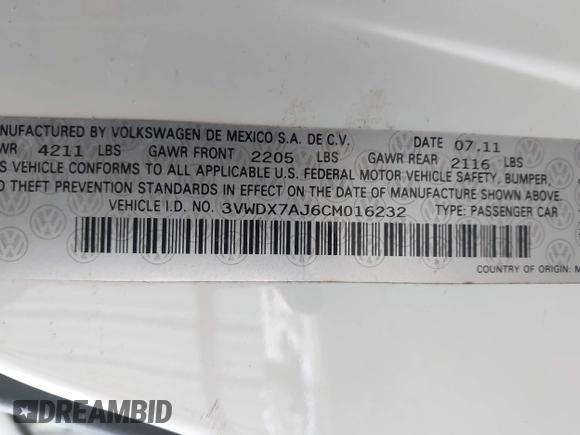 NUFACTURED BY VOLKSWAGEN DE MEXICO S.A. DE C.V. DATE 07.11
WR 4211 LBS GAWR FRONT 2205 LBS GAWR REAR 2116 LBS
S VEHICLE CONFORMS TO ALL APPLICABLE U.S. FEDERAL MOTOR VEHICLE SAFETY, BUMPER,
D THEFT PREVENTION STANDARDS IN EFFECT ON THE DATE OF MANUFACTURE SHOWN ABOVE.
VEHICLE I.D. NO. 3VWDX7AJ6CM016232 TYPE: PASSENGER CAR
COUNTRY OF ORIGIN: M
DREAMBID